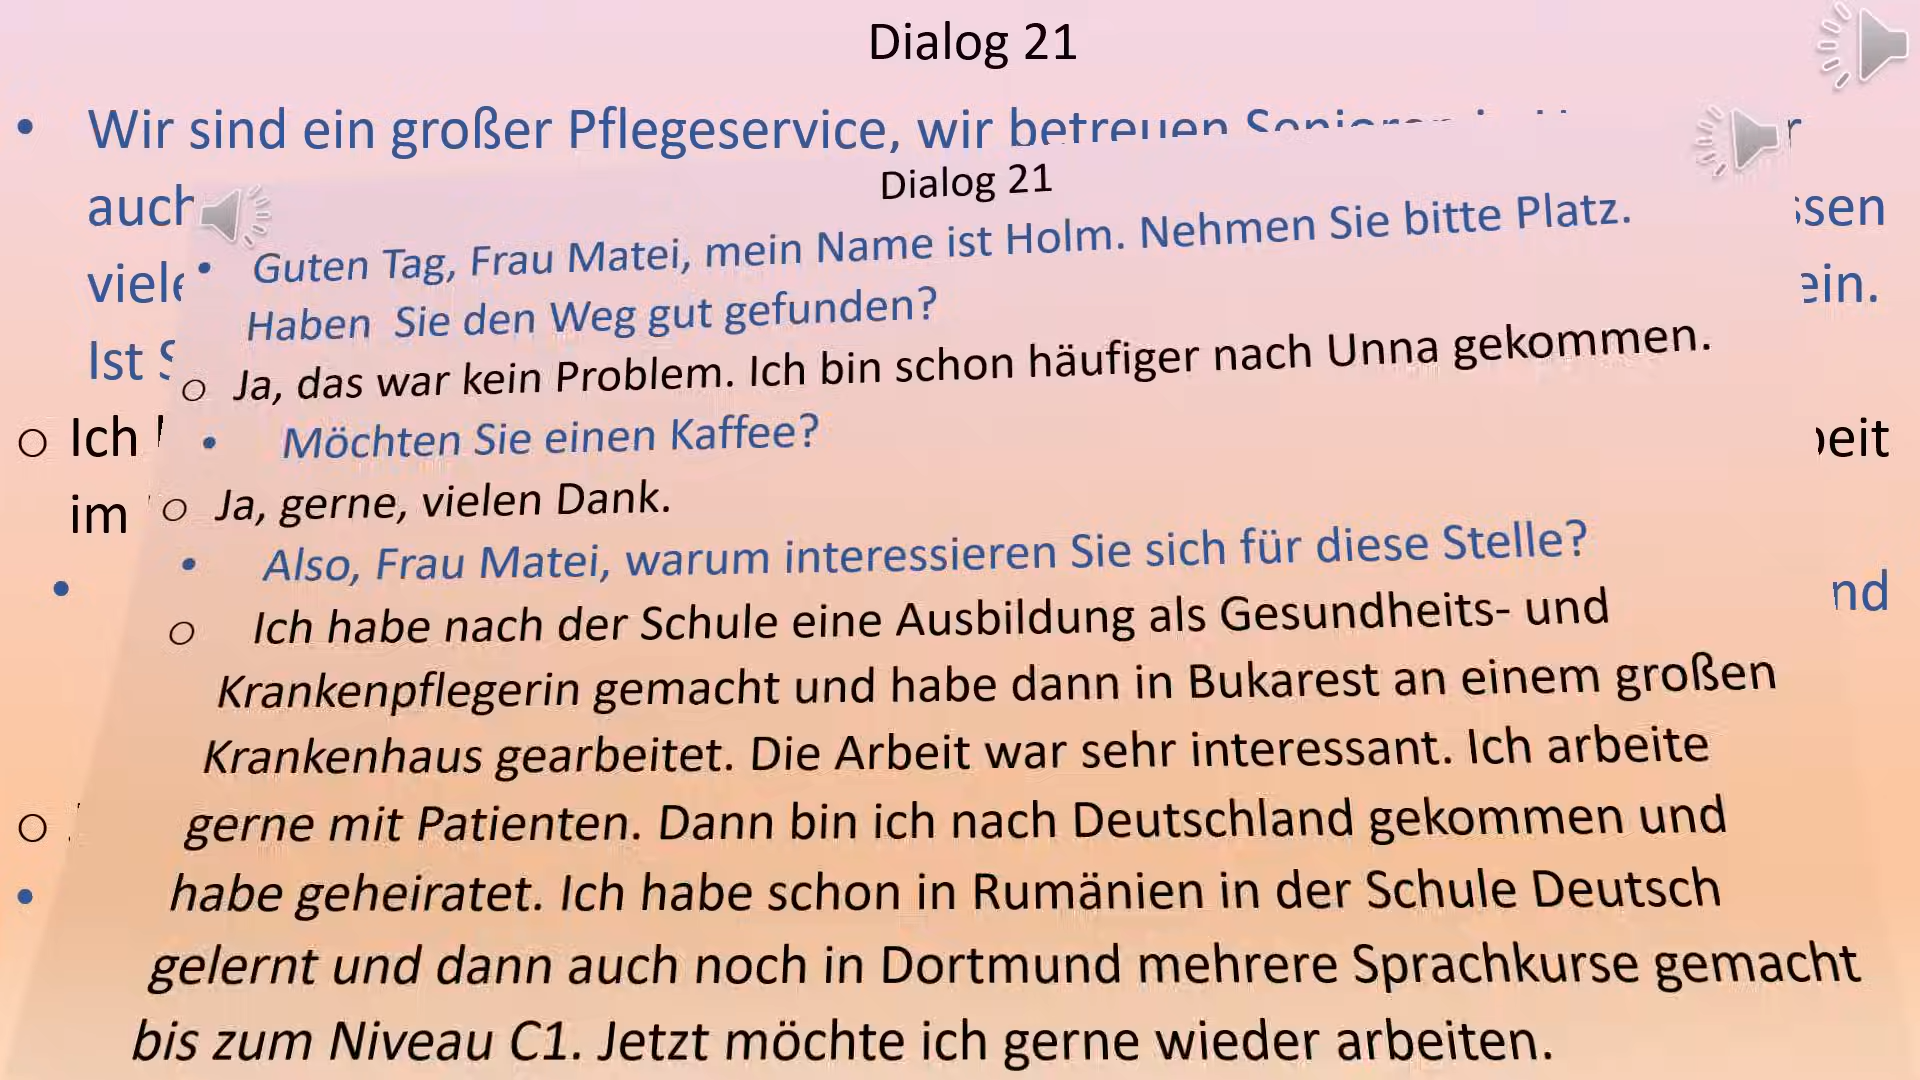 Dialog 21
• Wir sind ein großer Pflegeservice, wir betreuen Senioren
auch
ein.
Ist
o Ich
im
Dialog 21
• Guten Tag, Frau Matei, mein Name ist Holm. Nehmen Sie bitte Platz.
Haben Sie den Weg gut gefunden?
o Ja, das war kein Problem. Ich bin schon häufiger nach Unna gekommen.
• Möchten Sie einen Kaffee?
o Ja, gerne, vielen Dank.
• Also, Frau Matei, warum interessieren Sie sich für diese Stelle?
o Ich habe nach der Schule eine Ausbildung als Gesundheits- und
Krankenpflegerin gemacht und habe dann in Bukarest an einem großen
Krankenhaus gearbeitet. Die Arbeit war sehr interessant. Ich arbeite
gerne mit Patienten. Dann bin ich nach Deutschland gekommen und
habe geheiratet. Ich habe schon in Rumänien in der Schule Deutsch
gelernt und dann auch noch in Dortmund mehrere Sprachkurse gemacht
bis zum Niveau C1. Jetzt möchte ich gerne wieder arbeiten.